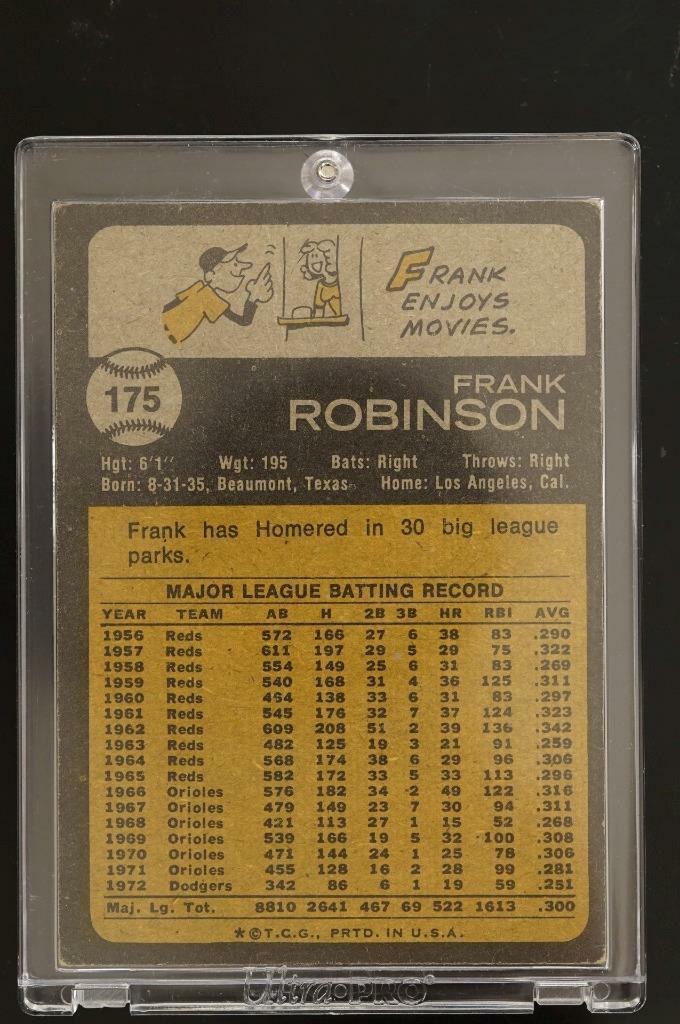 FRANK
ENJOYS
MOVIES.
175
FRANK
ROBINSON
Hgt: 6'1" Wgt: 195 Bats: Right Throws: Right
Born: 8-31-35, Beaumont, Texas Home: Los Angeles, Cal.
Frank has Homered in 30 big league
parks.
MAJOR LEAGUE BATTING RECORD
YEAR TEAM AB H 2B 3B HR RBI AVG
1956 Reds 572 166 27 6 38 83 .290
1957 Reds 611 197 29 5 29 75 .322
1958 Reds 554 149 25 6 31 83 .269
1959 Reds 540 168 31 4 36 125 .311
1960 Reds 464 138 33 6 31 83 .297
1961 Reds 545 176 32 7 37 124 .323
1962 Reds 609 208 51 2 39 136 .342
1963 Reds 482 125 19 3 21 91 .259
1964 Reds 568 174 38 6 29 96 .306
1965 Reds 582 172 33 5 33 113 .296
1966 Orioles 576 182 34 2 49 122 .316
1967 Orioles 479 149 23 7 30 94 .311
1968 Orioles 421 113 27 1 15 52 .268
1969 Orioles 539 166 19 5 32 100 .308
1970 Orioles 471 144 24 1 25 78 .306
1971 Orioles 455 128 16 2 28 99 .281
1972 Dodgers 342 86 6 1 19 59 .251
Maj. Lg. Tot. 8810 2641 467 69 522 1613 .300
*©T.C.G., PRTD. IN U.S.A.
Ultra•PRO®